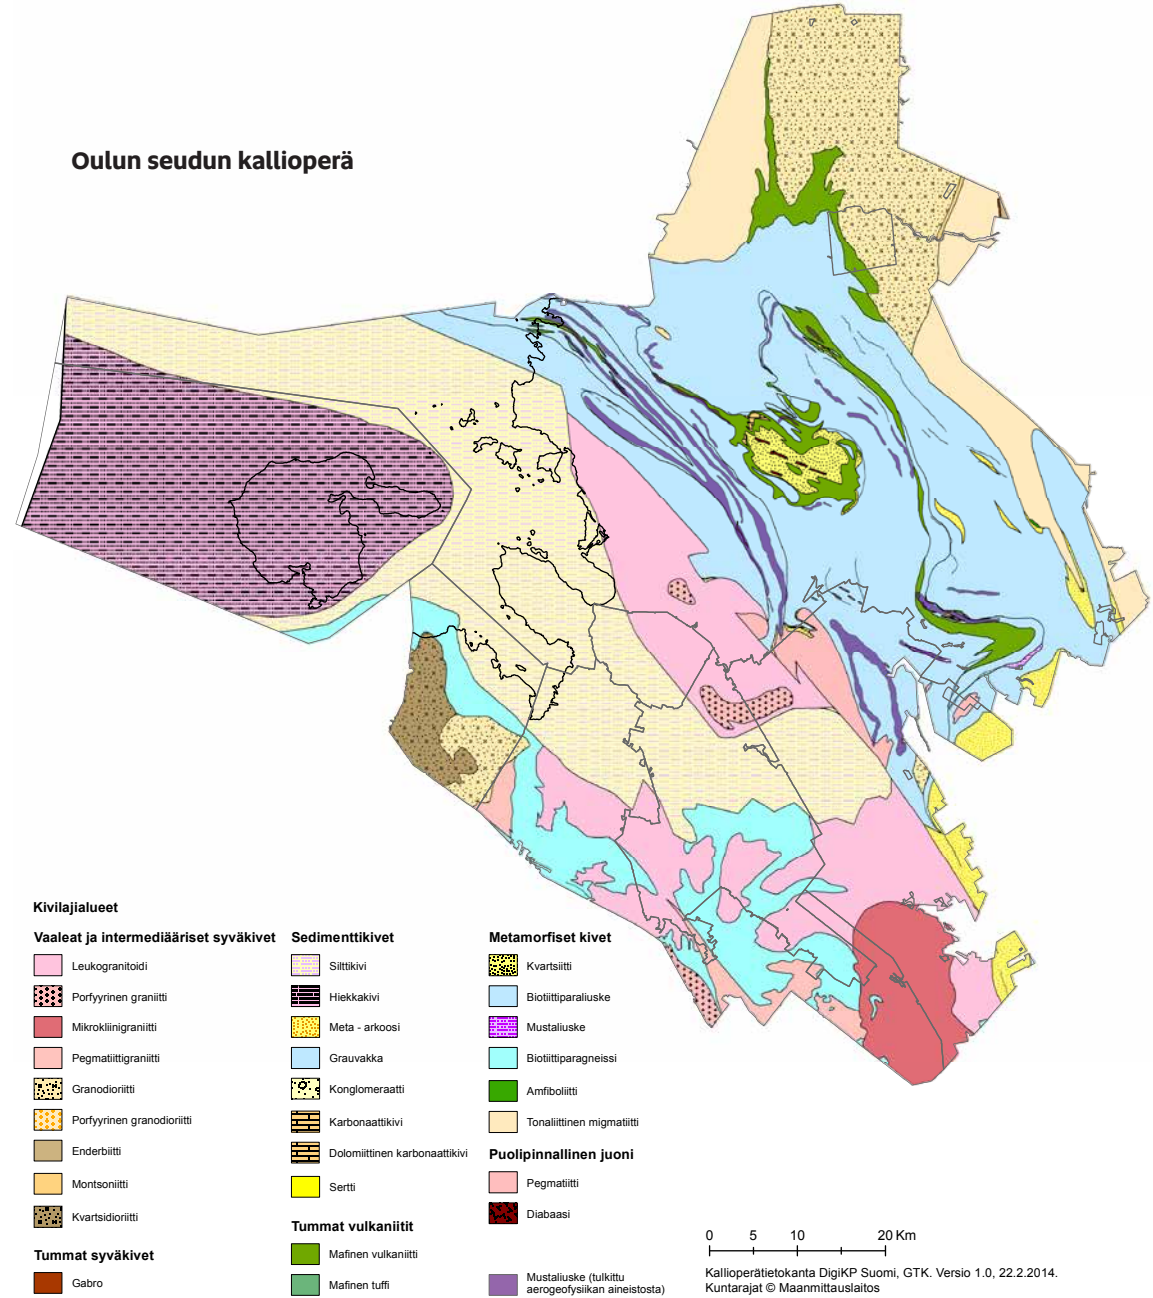 Oulun seudun kallioperä
Kivilajialueet
Vaaleat ja intermediääriset syväkivet
Leukogranitoidi
Porfyyrinen graniitti
Mikrokliinigraniitti
Pegmatiittigraniitti
Granodioriitti
Porfyyrinen granodioriitti
Enderbiitti
Montsoniitti
Kvartsidioriitti
Tummat syväkivet
Gabro
Sedimenttikivet
Silttikivi
Hiekkakivi
Meta - arkoosi
Grauvakka
Konglomeraatti
Karbonaattikivi
Dolomiittinen karbonaattikivi
Sertti
Tummat vulkaniitit
Mafinen vulkaniitti
Mafinen tuffi
Metamorfiset kivet
Kvartsiitti
Biotiittiparaliuske
Mustaliuske
Biotiittiparagneissi
Amfiboliitti
Tonaliittinen migmatiitti
Puolipinnallinen juoni
Pegmatiitti
Diabaasi
Mustaliuske (tulkittu
aerogeofysiikan aineistosta)
0 5 10 20 Km
Kallioperätietokanta DigiKP Suomi, GTK. Versio 1.0, 22.2.2014.
Kuntarajat © Maanmittauslaitos